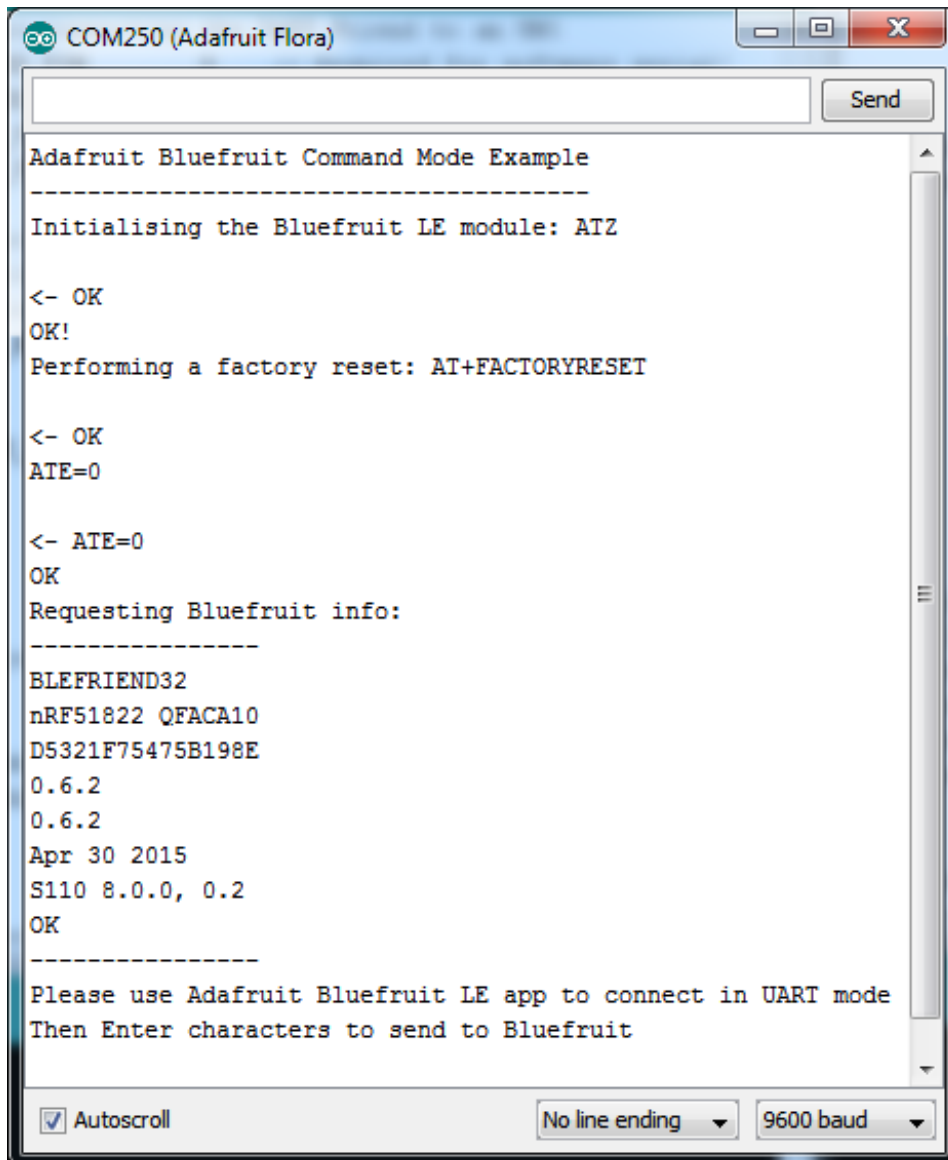 COM250 (Adafruit Flora)
Send
Adafruit Bluefruit Command Mode Example
---------------------------------------
Initialising the Bluefruit LE module: ATZ
<- OK
OK!
Performing a factory reset: AT+FACTORYRESET
<- OK
ATE=0
<- ATE=0
OK
Requesting Bluefruit info:
----------------
BLEFRIEND32
nRF51822 QFACA10
D5321F75475B198E
0.6.2
0.6.2
Apr 30 2015
S110 8.0.0, 0.2
OK
----------------
Please use Adafruit Bluefruit LE app to connect in UART mode
Then Enter characters to send to Bluefruit
Autoscroll
No line ending
9600 baud